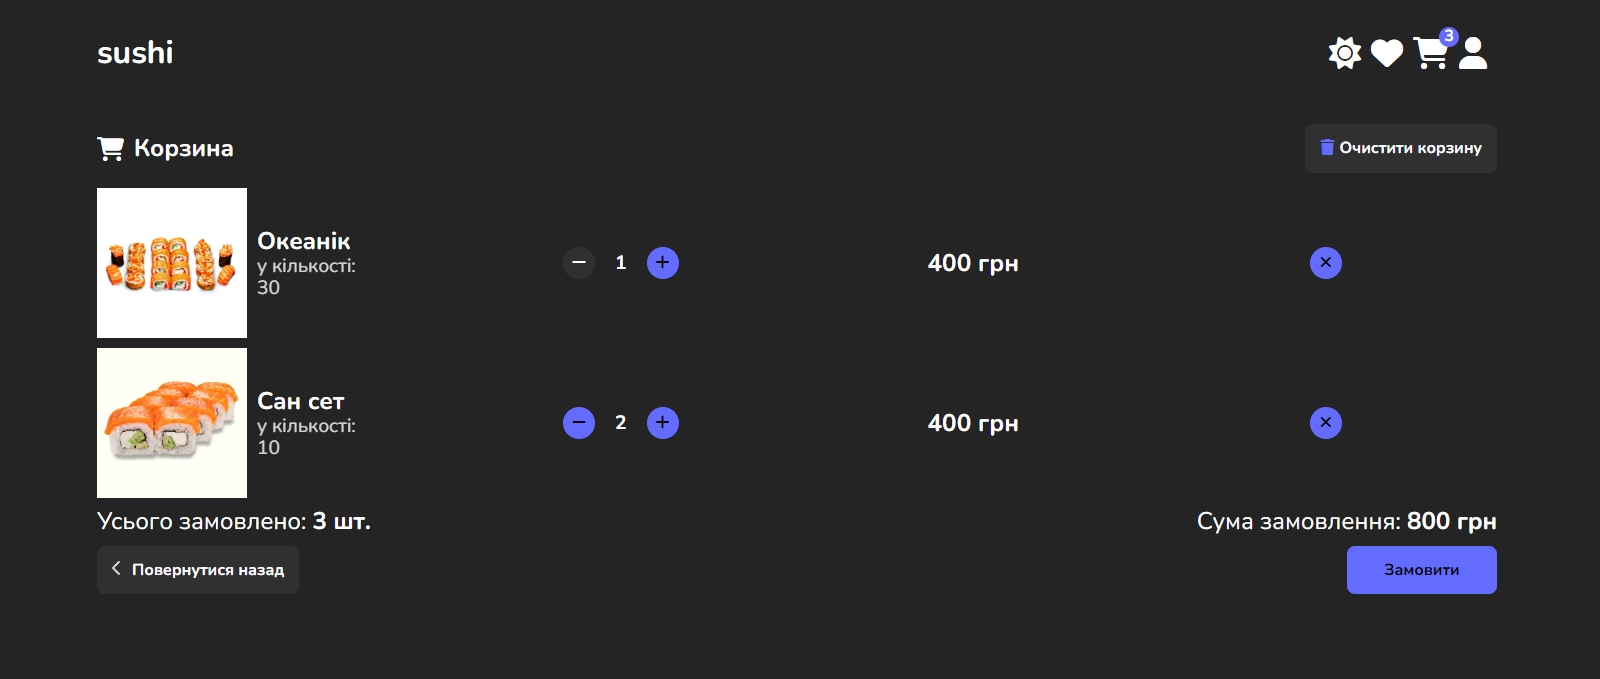 sushi
3
Корзина
Очистити корзину
Океанік
у кількості:
30
1
400 грн
Сан сет
у кількості:
10
2
400 грн
Усього замовлено: 3 шт.
Сума замовлення: 800 грн
Повернутися назад
Замовити